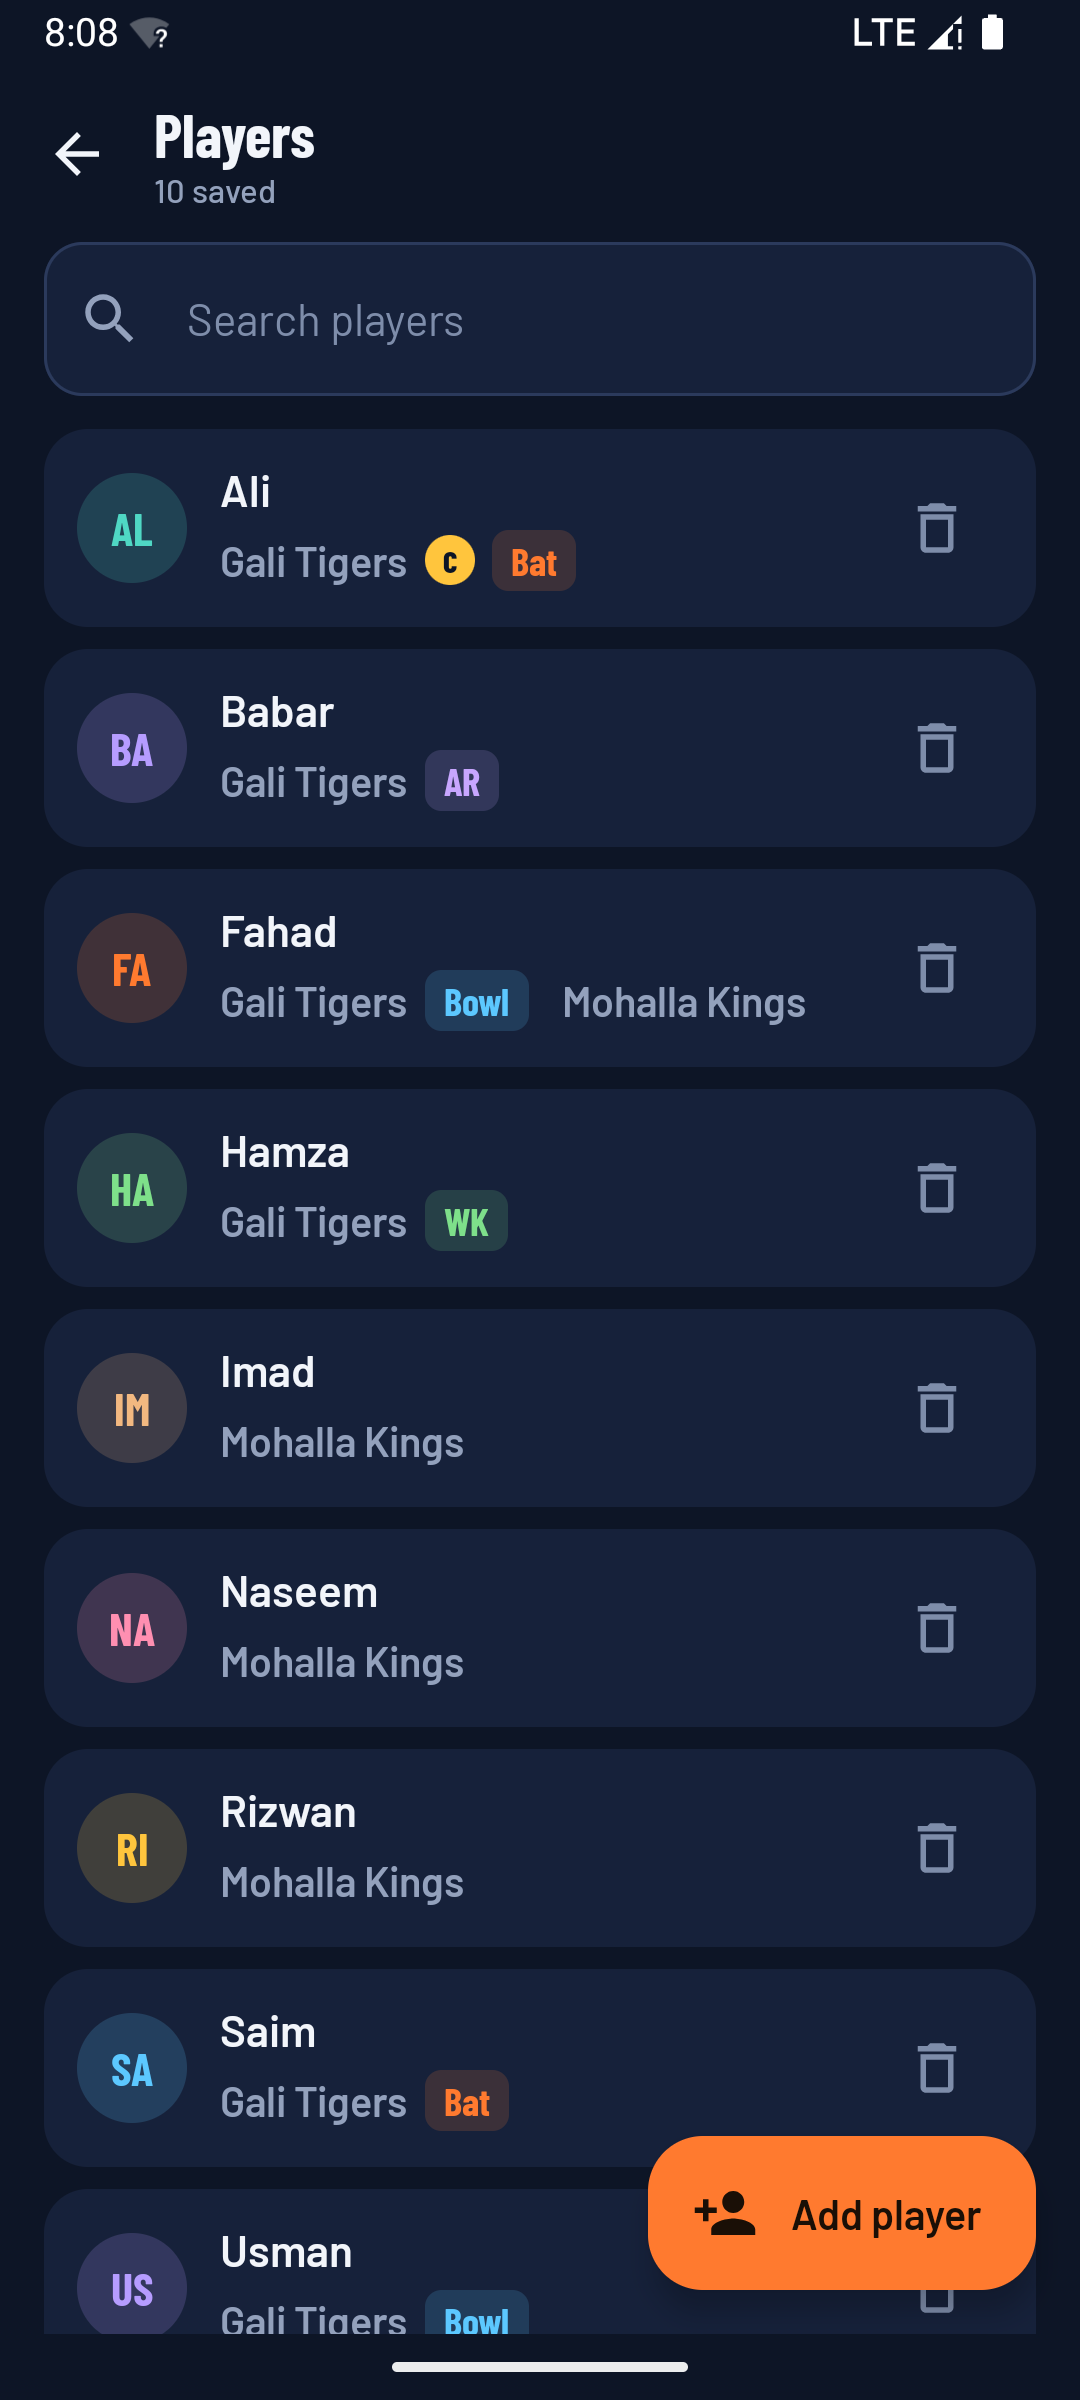 8:08
LTE
Players
10 saved
Search players
AL
Ali
Gali Tigers C Bat
BA
Babar
Gali Tigers AR
FA
Fahad
Gali Tigers Bowl Mohalla Kings
HA
Hamza
Gali Tigers WK
IM
Imad
Mohalla Kings
NA
Naseem
Mohalla Kings
RI
Rizwan
Mohalla Kings
SA
Saim
Gali Tigers Bat
Add player
US
Usman
Gali Tigers Bowl